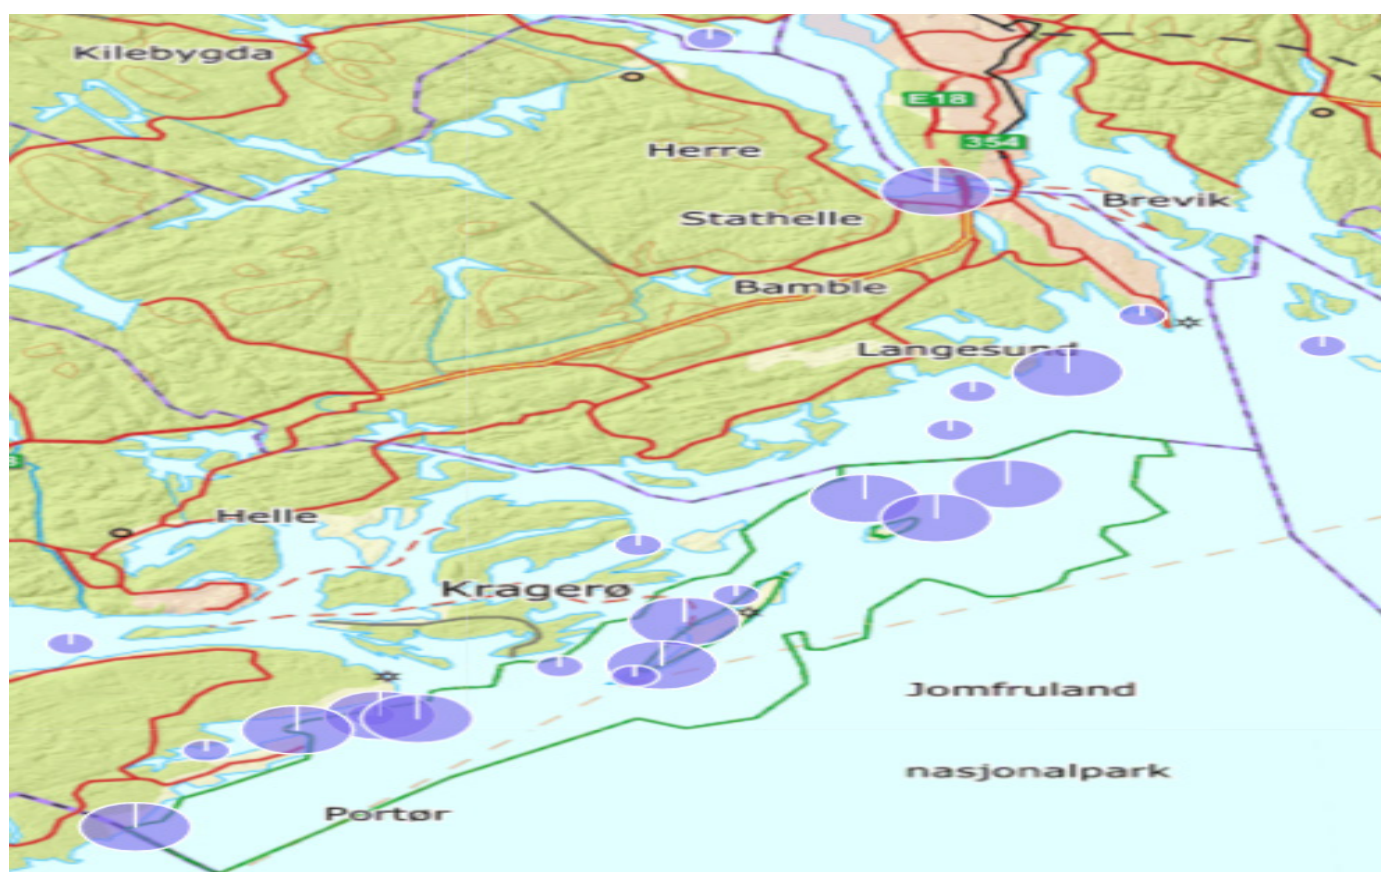 Kilebygda
E18
354
Herre
Brevik
Stathelle
Bamble
Langesund
Helle
Kragerø
Jomfruland
nasjonalpark
Portør